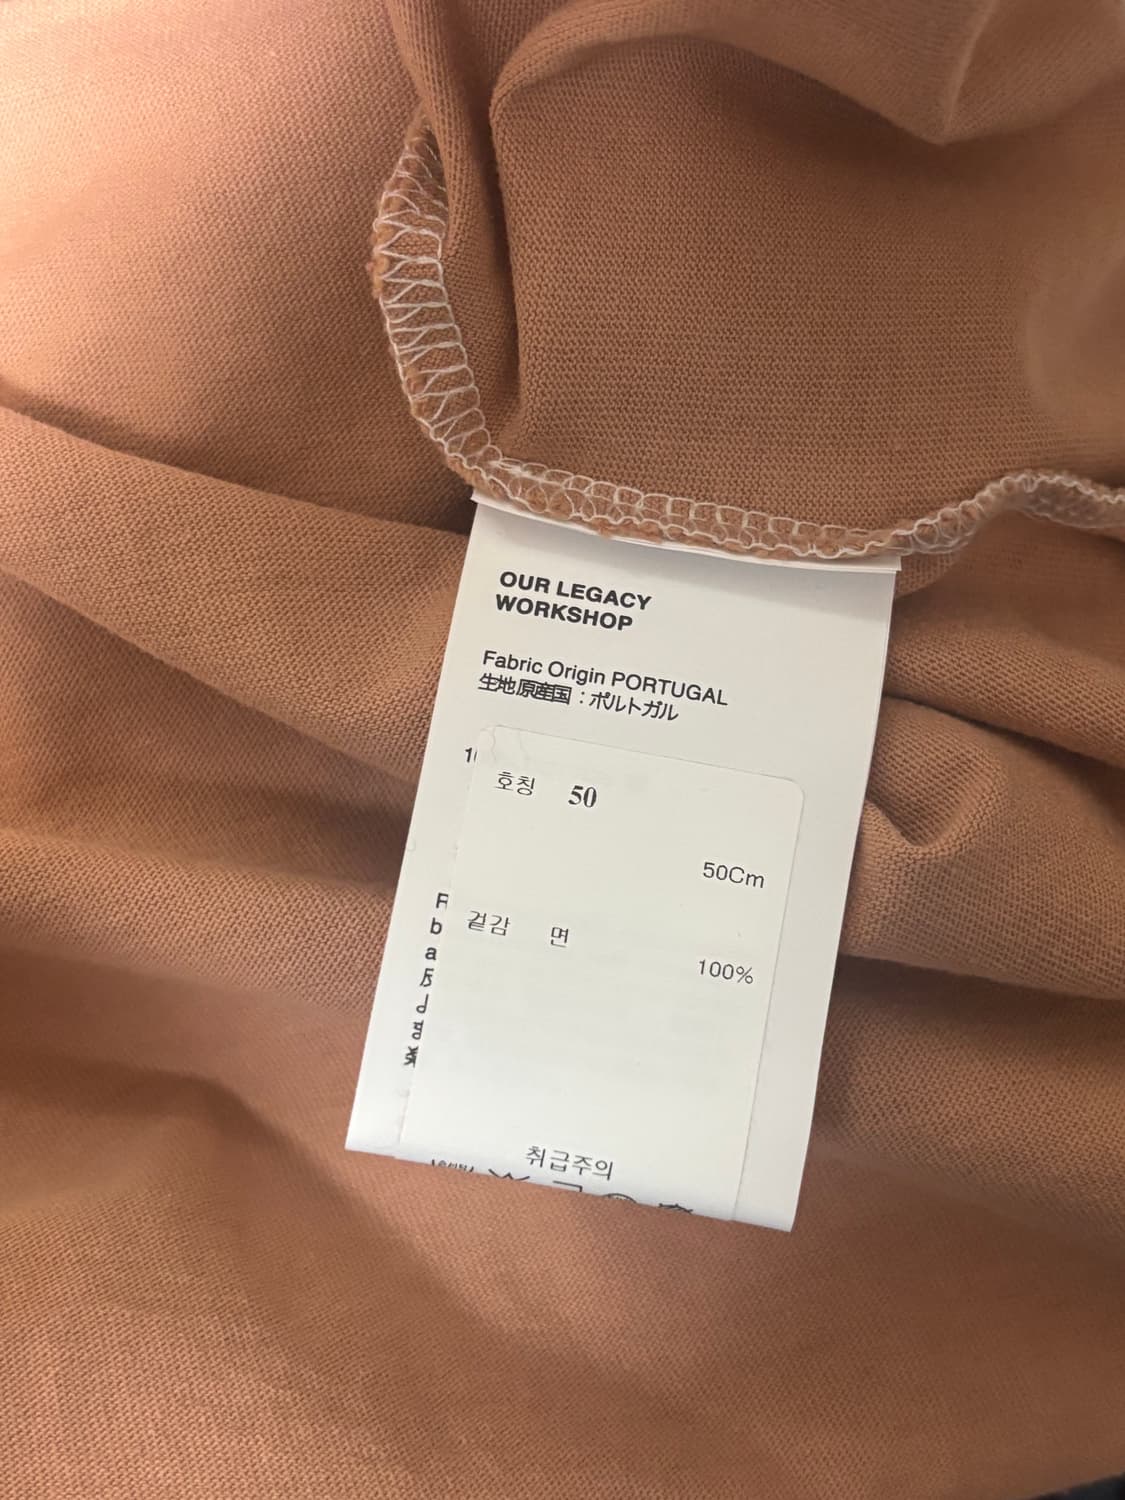 OUR LEGACY
WORKSHOP
Fabric Origin PORTUGAL
生地原産国：ポルトガル
호칭 50
50Cm
겉감 면
100%
취급주의